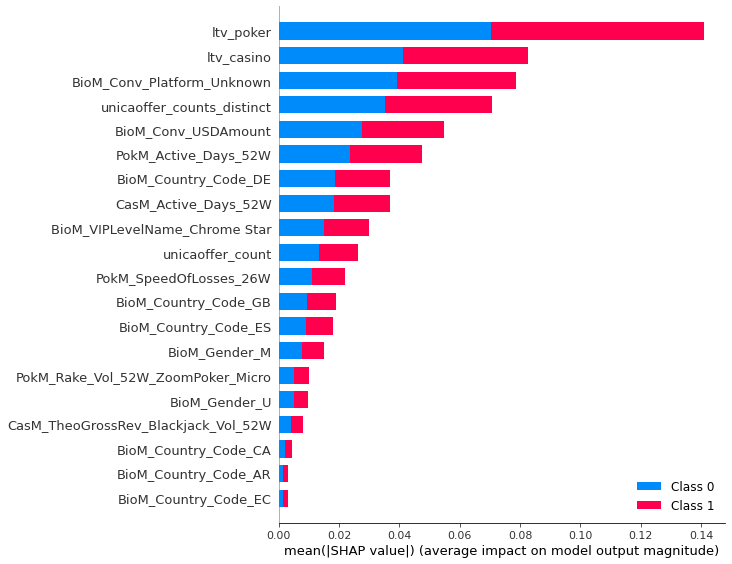 ltv_poker
ltv_casino
BioM_Conv_Platform_Unknown
unicaoffer_counts_distinct
BioM_Conv_USDAmount
PokM_Active_Days_52W
BioM_Country_Code_DE
CasM_Active_Days_52W
BioM_VIPLevelName_Chrome Star
unicaoffer_count
PokM_SpeedOfLosses_26W
BioM_Country_Code_GB
BioM_Country_Code_ES
BioM_Gender_M
PokM_Rake_Vol_52W_ZoomPoker_Micro
BioM_Gender_U
CasM_TheoGrossRev_Blackjack_Vol_52W
BioM_Country_Code_CA
BioM_Country_Code_AR
BioM_Country_Code_EC
Class 0
Class 1
0.00 0.02 0.04 0.06 0.08 0.10 0.12 0.14
mean(|SHAP value|) (average impact on model output magnitude)